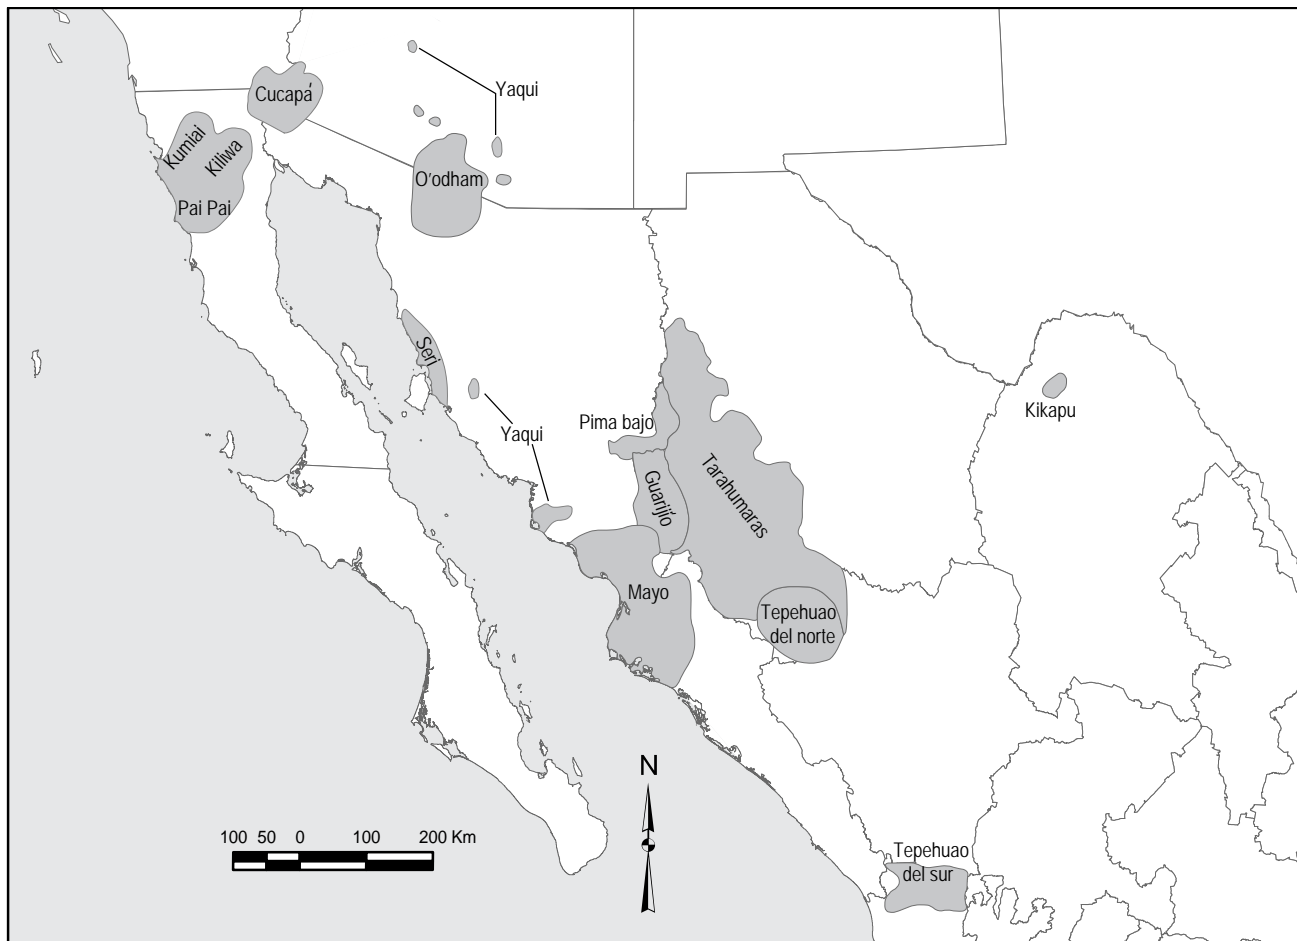 Yaqui
Cucapá
Kumiai
Kiliwa
O'odham
Pai Pai
Seri
Kikapu
Pima bajo
Yaqui
Tarahumaras
Guarijío
Mayo
Tepehuao
del norte
N
100 50 0 100 200 Km
Tepehuao
del sur